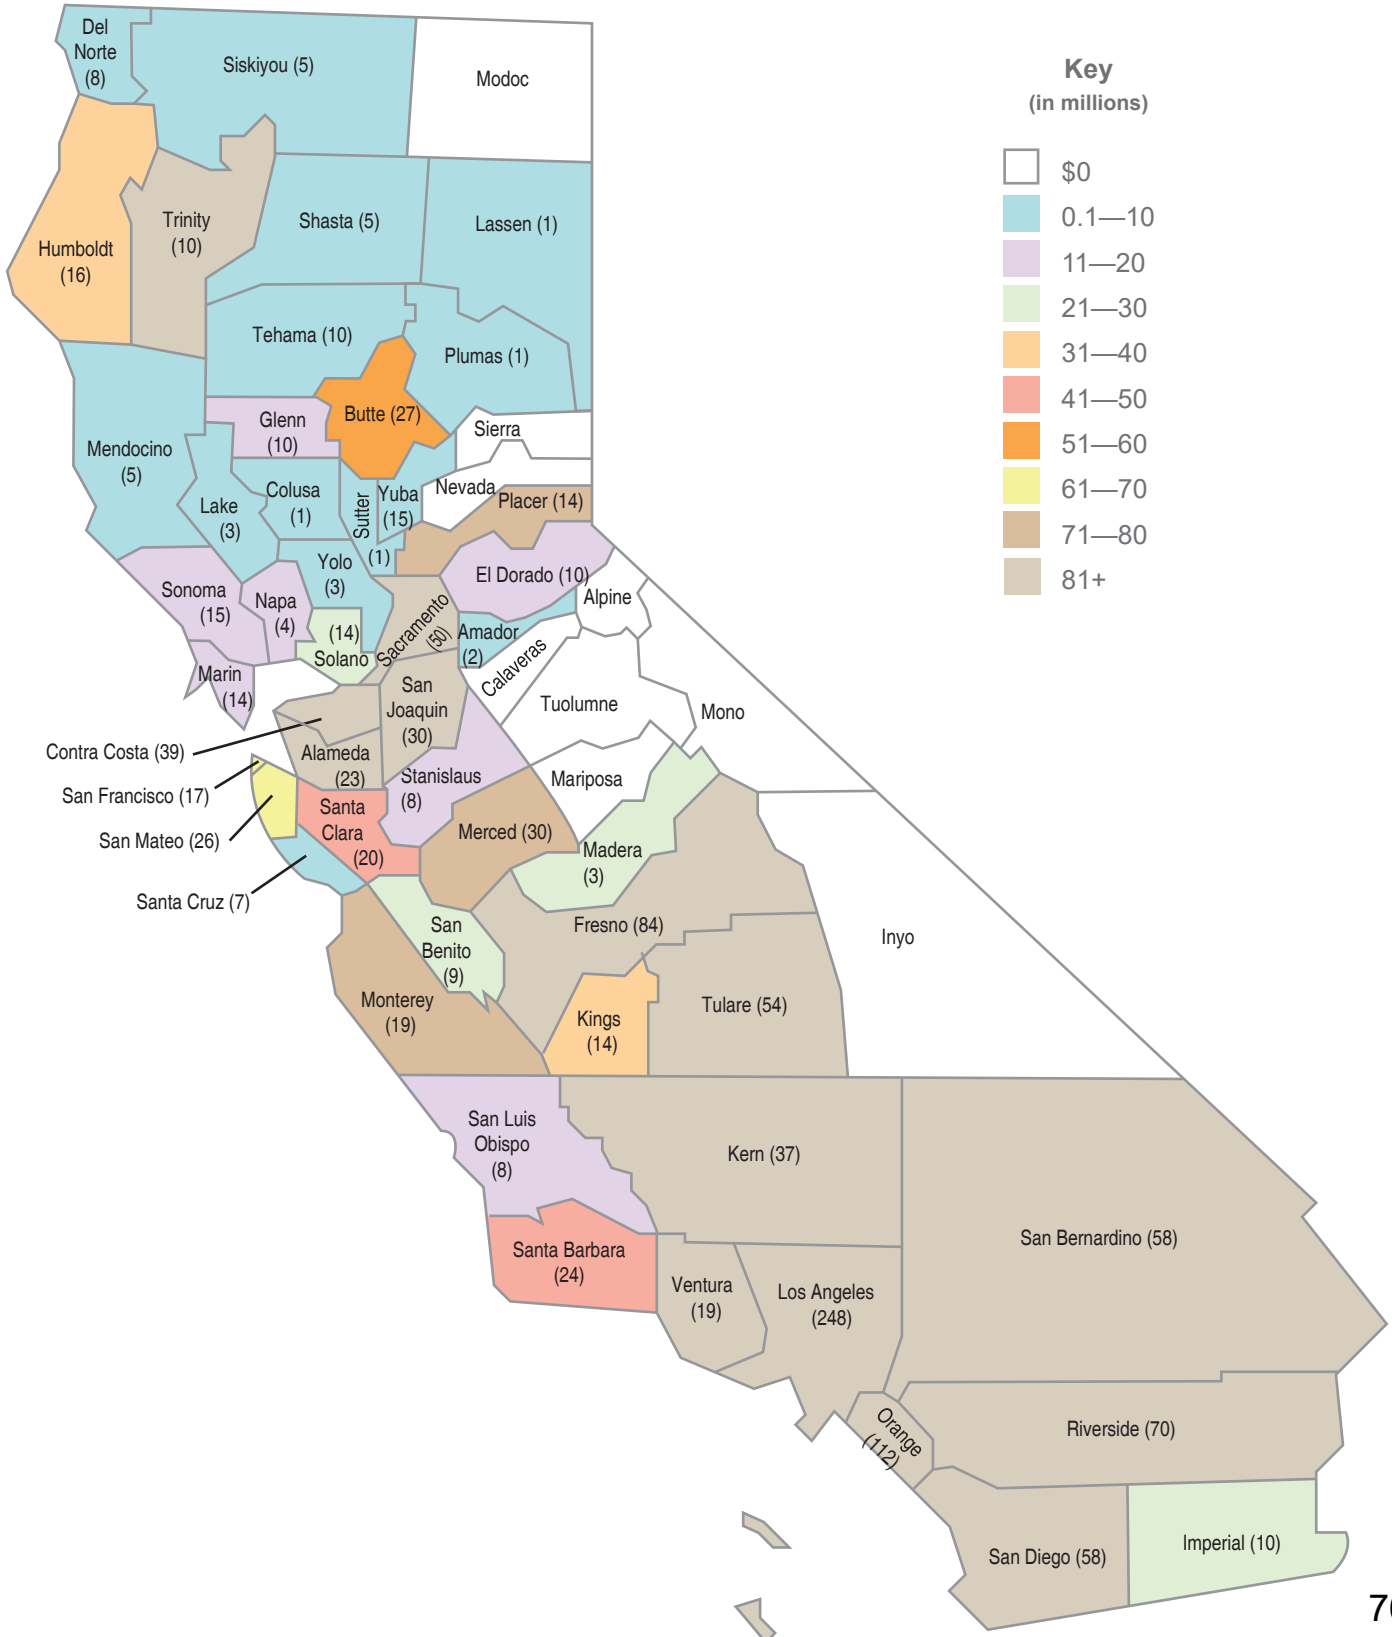 Del
Norte
(8)
Siskiyou (5)
Modoc
Key
(in millions)
$0
0.1—10
11—20
21—30
31—40
41—50
51—60
61—70
71—80
81+
Humboldt
(16)
Trinity
(10)
Shasta (5)
Lassen (1)
Tehama (10)
Plumas (1)
Butte (27)
Glenn
(10)
Sierra
Mendocino
(5)
Lake
(3)
Colusa
(1)
Sutter
(1)
Yuba
(15)
Nevada
Placer (14)
Yolo
(3)
Sonoma
(15)
Napa
(4)
El Dorado (10)
Alpine
(14)
Solano
Sacramento
(50)
Amador
(2)
Calaveras
Marin
(14)
San
Joaquin
(30)
Tuolumne
Mono
Contra Costa (39)
Alameda
(23)
Stanislaus
(8)
Mariposa
San Francisco (17)
Santa
Clara
(20)
San Mateo (26)
Merced (30)
Madera
(3)
Santa Cruz (7)
San
Benito
(9)
Fresno (84)
Inyo
Monterey
(19)
Kings
(14)
Tulare (54)
San Luis
Obispo
(8)
Kern (37)
San Bernardino (58)
Santa Barbara
(24)
Ventura
(19)
Los Angeles
(248)
Orange
(112)
Riverside (70)
San Diego (58)
Imperial (10)